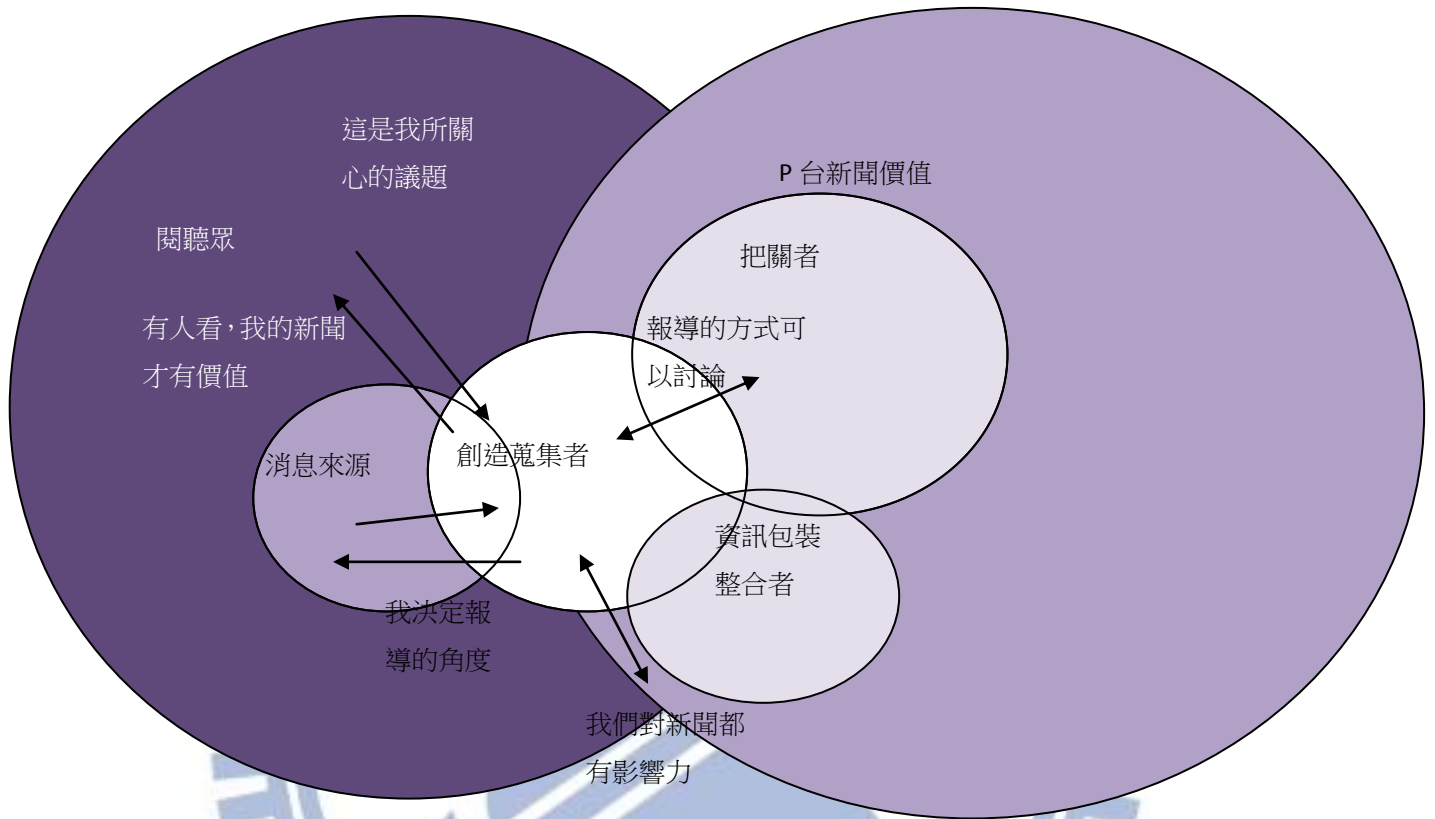 這是我所關
心的議題
P 台新聞價值
閱聽眾
把關者
有人看，我的新聞
才有價值
報導的方式可
以討論
消息來源
創造蒐集者
資訊包裝
整合者
我決定報
導的角度
我們對新聞都
有影響力